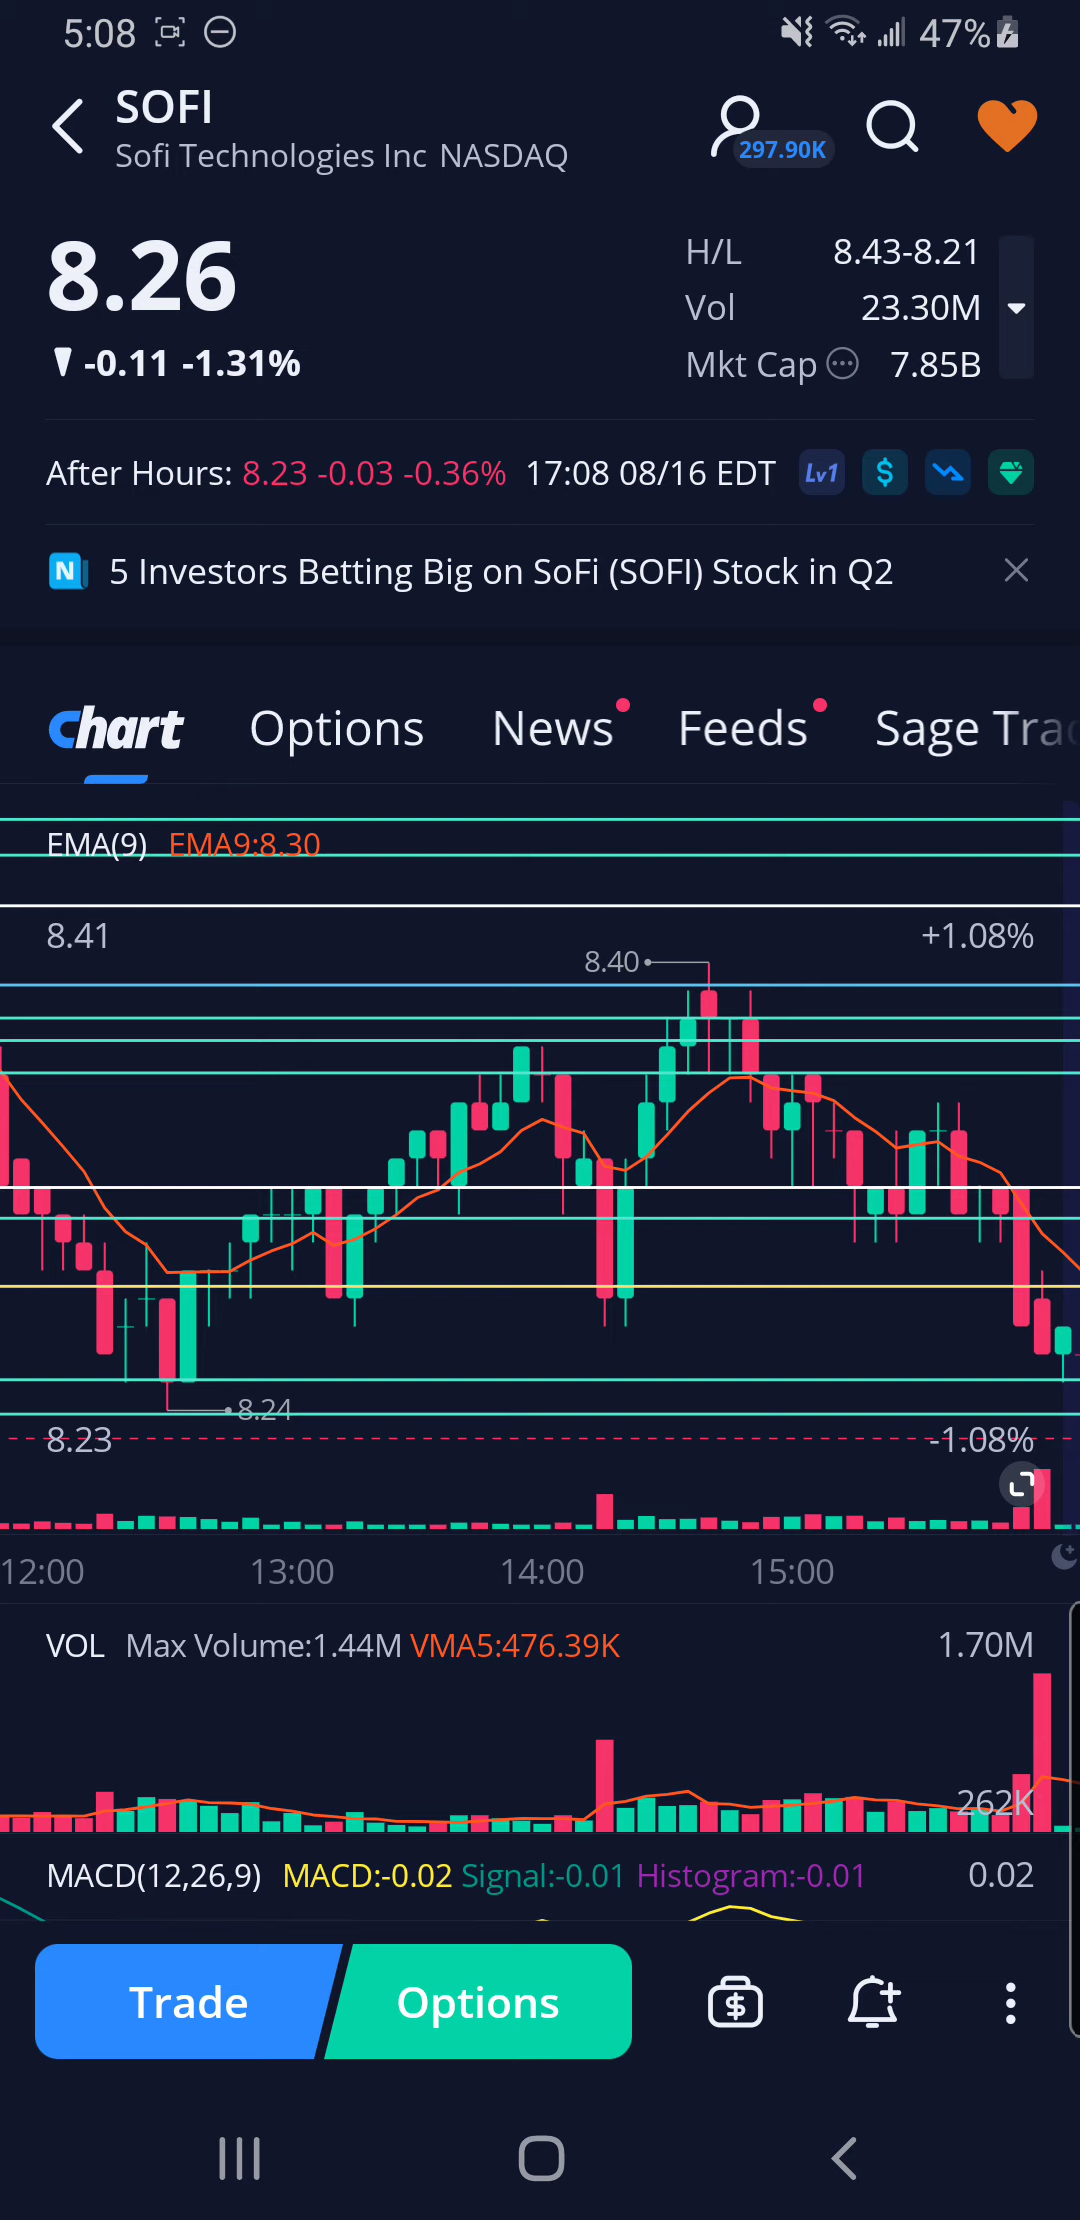 5:08 47%
SOFI
Sofi Technologies Inc NASDAQ
297.90K
8.26
-0.11 -1.31%
H/L 8.43-8.21
Vol 23.30M
Mkt Cap 7.85B
After Hours: 8.23 -0.03 -0.36% 17:08 08/16 EDT Lv1 $
N 5 Investors Betting Big on SoFi (SOFI) Stock in Q2
Chart Options News Feeds Sage
EMA(9) EMA9:8.30
8.41 +1.08%
8.40
8.24
8.23 -1.08%
12:00 13:00 14:00 15:00
VOL Max Volume:1.44M VMA5:476.39K 1.70M
262K
MACD(12,26,9) MACD:-0.02 Signal:-0.01 Histogram:-0.01 0.02
Trade Options $